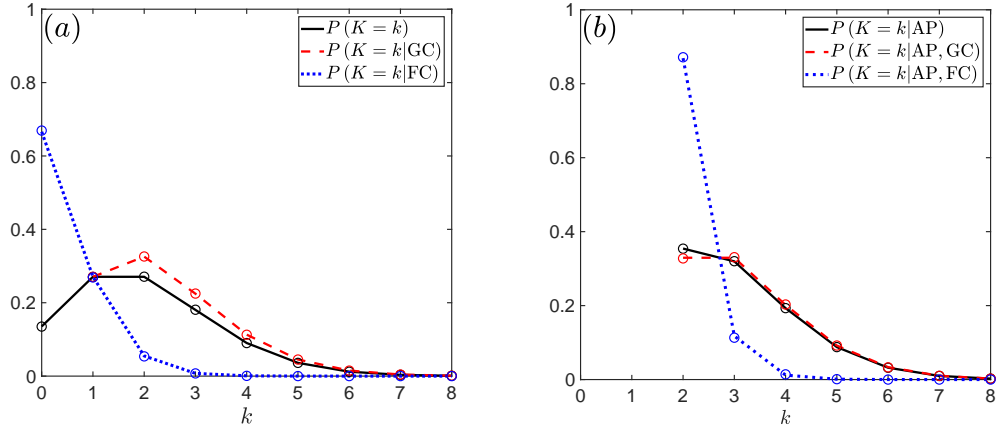 (a)
P (K = k)
P (K = k|GC)
P (K = k|FC)
1
0.8
0.6
0.4
0.2
0
0 1 2 3 4 5 6 7 8
k
(b)
P (K = k|AP)
P (K = k|AP, GC)
P (K = k|AP, FC)
1
0.8
0.6
0.4
0.2
0
0 1 2 3 4 5 6 7 8
k